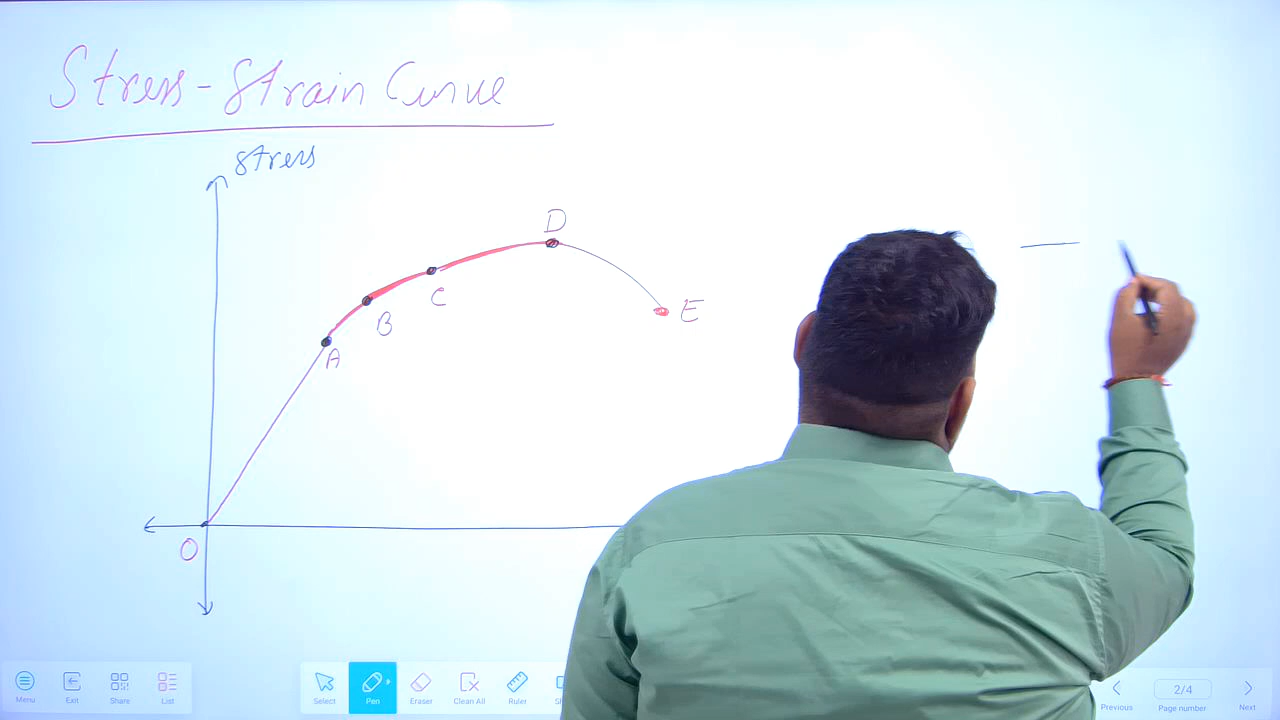 Stress-Strain Curve
stress
D
C
B
E
A
O
Menu
Exit
Share
List
Select
Pen
Eraser
Clean All
Ruler
2/4
Previous
Page number
Next